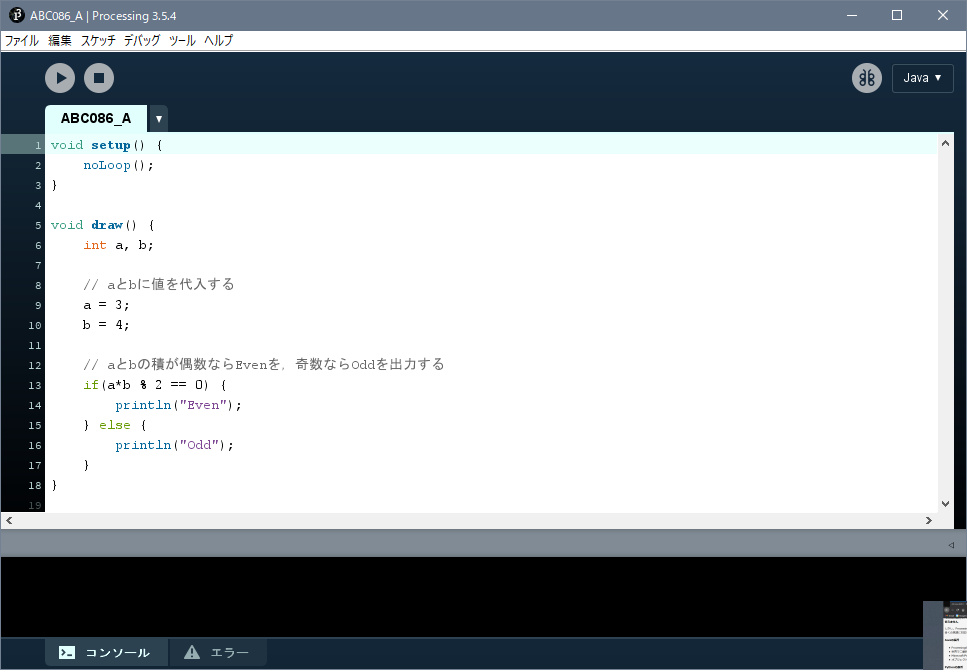 ABC086_A | Processing 3.5.4
ファイル 編集 スケッチ デバッグ ツール ヘルプ
Java ▼
ABC086_A ▼
1 void setup() {
2     noLoop();
3 }
4
5 void draw() {
6     int a, b;
7
8     // aとbに値を代入する
9     a = 3;
10     b = 4;
11
12     // aとbの積が偶数ならEvenを，奇数ならOddを出力する
13     if(a*b % 2 == 0) {
14         println("Even");
15     } else {
16         println("Odd");
17     }
18 }
19
コンソール エラー